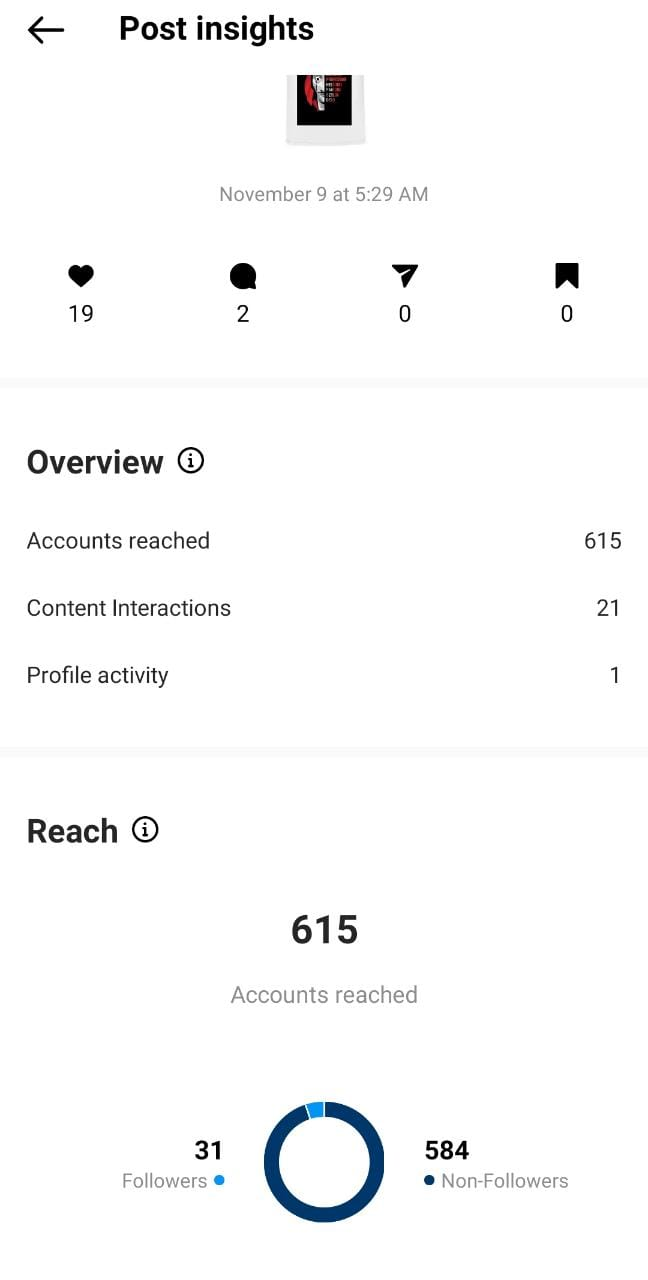 Post insights
November 9 at 5:29 AM
19
2
0
0
Overview
Accounts reached 615
Content Interactions 21
Profile activity 1
Reach
615
Accounts reached
31
Followers
584
Non-Followers